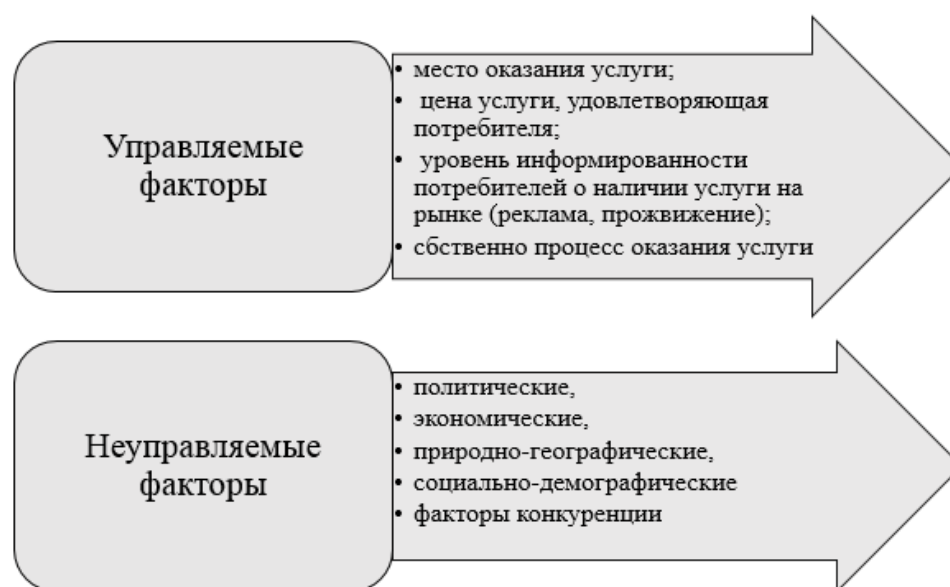 Управляемые
факторы
• место оказания услуги;
• цена услуги, удовлетворяющая
потребителя;
• уровень информированности
потребителей о наличии услуги на
рынке (реклама, прожвижение);
• сбственно процесс оказания услуги
Неуправляемые
факторы
• политические,
• экономические,
• природно-географические,
• социально-демографические
• факторы конкуренции